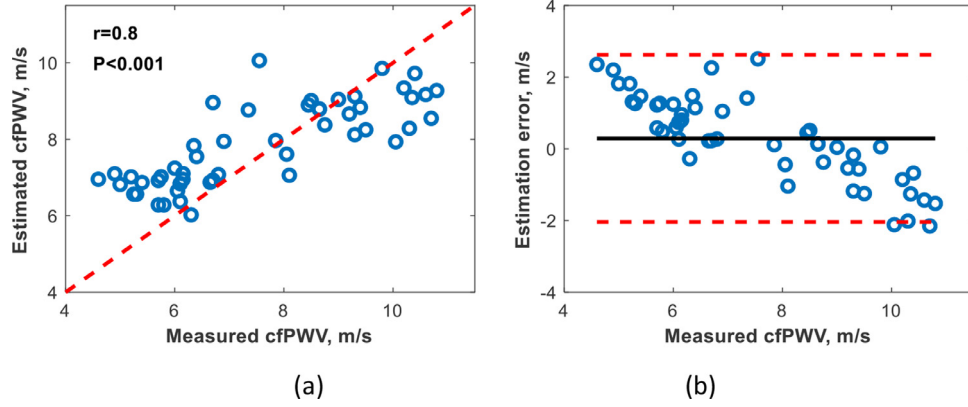 r=0.8
P<0.001
Estimated cfPWV, m/s
10
8
6
4
4
6
8
10
Measured cfPWV, m/s
(a)
Estimation error, m/s
4
2
0
-2
-4
4
6
8
10
Measured cfPWV, m/s
(b)